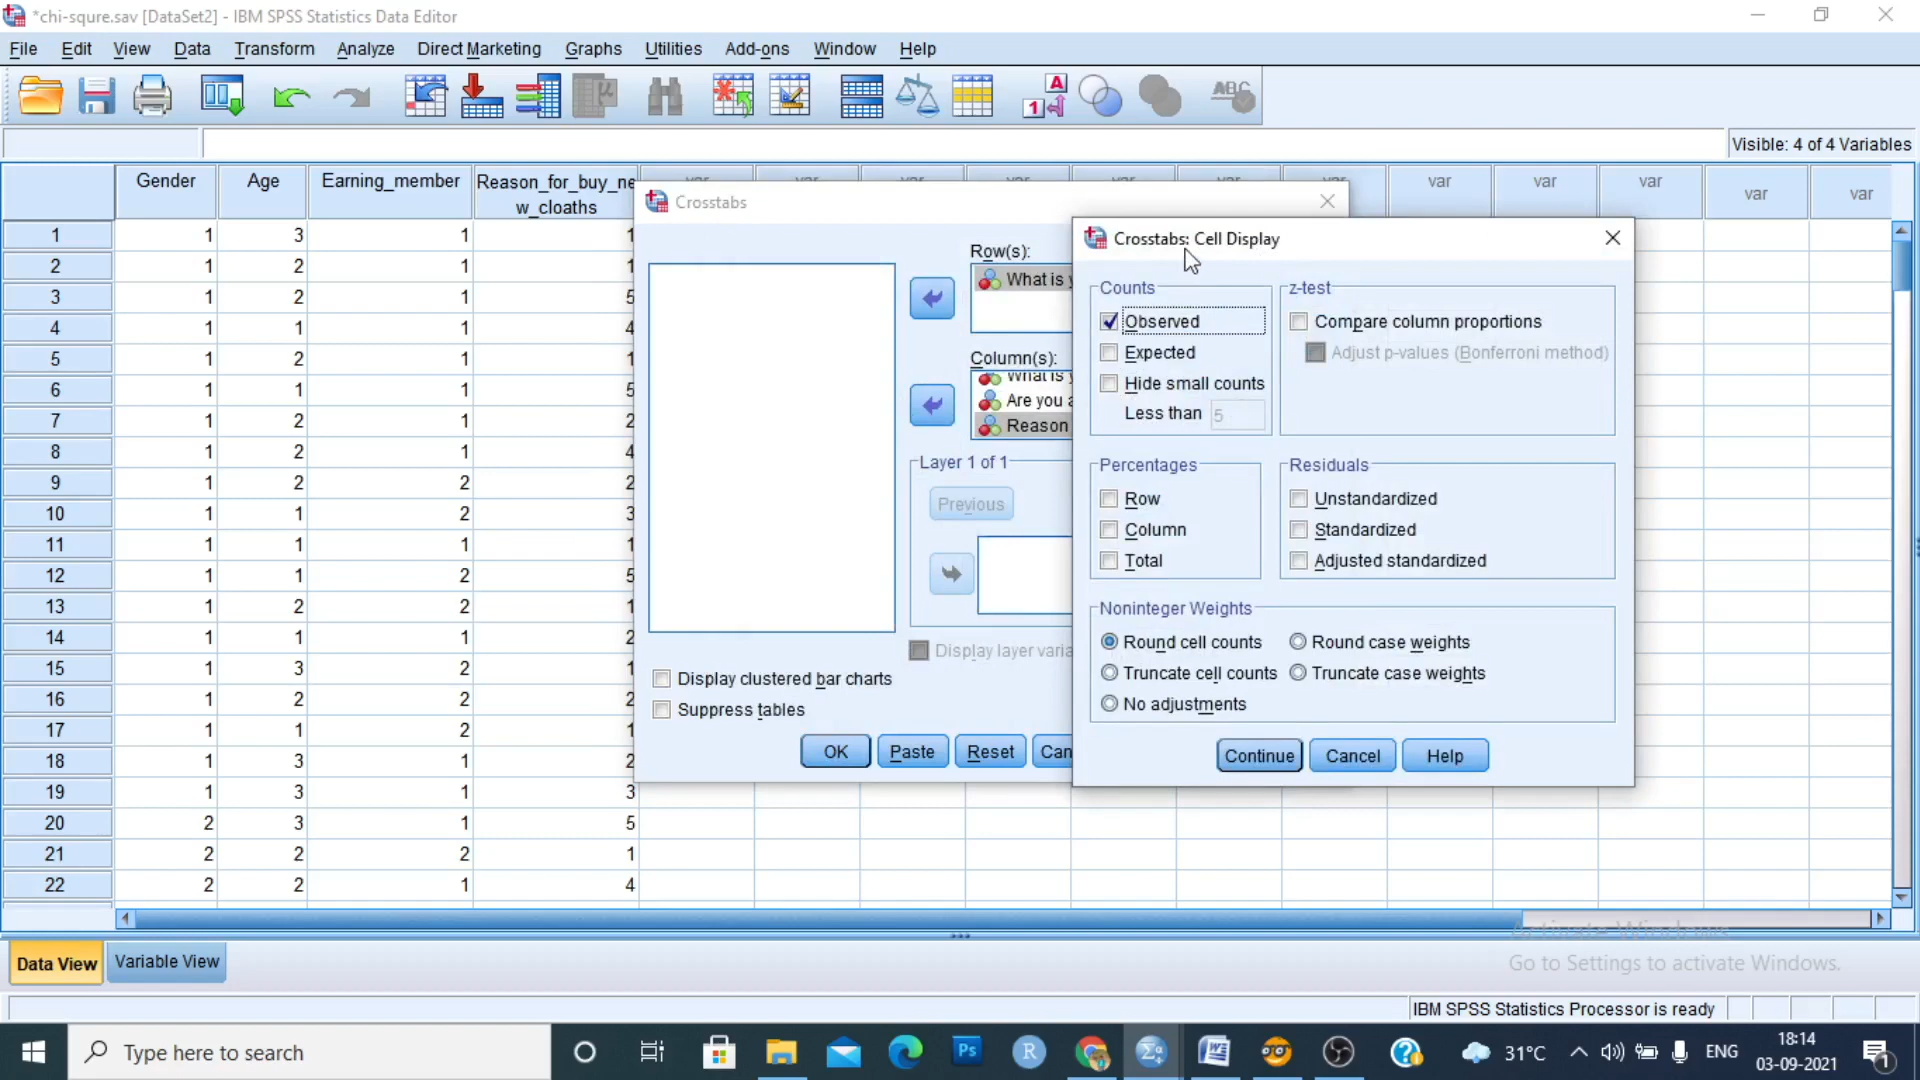 *chi-squre.sav [DataSet2] - IBM SPSS Statistics Data Editor
File Edit View Data Transform Analyze Direct Marketing Graphs Utilities Add-ons Window Help
Visible: 4 of 4 Variables
Gender Age Earning_member Reason_for_buy_ne
w_cloaths
var var var var var var var var var var var
1 1 3 1 1
2 1 2 1 1
3 1 2 1 5
4 1 1 1 4
5 1 2 1 1
6 1 1 1 5
7 1 2 1 2
8 1 2 1 4
9 1 2 2 2
10 1 1 2 3
11 1 1 1 1
12 1 1 2 5
13 1 2 2 1
14 1 1 1 2
15 1 3 2 1
16 1 2 2 2
17 1 1 2 1
18 1 3 1 2
19 1 3 1 3
20 2 3 1 5
21 2 2 2 1
22 2 2 1 4
Crosstabs
Row(s):
What is y
Column(s):
What is y
Are you a
Reason
Layer 1 of 1
Previous
Display layer varia
Display clustered bar charts
Suppress tables
OK Paste Reset Can
Crosstabs: Cell Display
Counts
Observed
Expected
Hide small counts
Less than 5
z-test
Compare column proportions
Adjust p-values (Bonferroni method)
Percentages
Row
Column
Total
Residuals
Unstandardized
Standardized
Adjusted standardized
Noninteger Weights
Round cell counts Round case weights
Truncate cell counts Truncate case weights
No adjustments
Continue Cancel Help
Activate Windows
Go to Settings to activate Windows.
Data View Variable View
IBM SPSS Statistics Processor is ready
Type here to search
31°C
ENG
18:14
03-09-2021